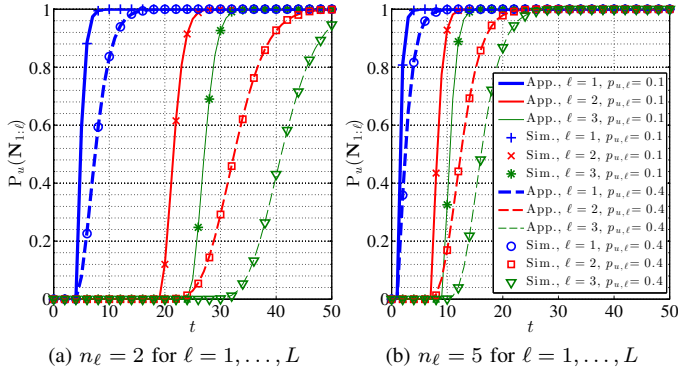 P_u(N_{1:ℓ})
1
0.8
0.6
0.4
0.2
0
0 10 20 30 40 50
t
(a) n_ℓ = 2 for ℓ = 1, . . . , L
P_u(N_{1:ℓ})
1
0.8
0.6
0.4
0.2
0
0 10 20 30 40 50
t
App., ℓ = 1, p_{u,ℓ} = 0.1
App., ℓ = 2, p_{u,ℓ} = 0.1
App., ℓ = 3, p_{u,ℓ} = 0.1
Sim., ℓ = 1, p_{u,ℓ} = 0.1
Sim., ℓ = 2, p_{u,ℓ} = 0.1
Sim., ℓ = 3, p_{u,ℓ} = 0.1
App., ℓ = 1, p_{u,ℓ} = 0.4
App., ℓ = 2, p_{u,ℓ} = 0.4
App., ℓ = 3, p_{u,ℓ} = 0.4
Sim., ℓ = 1, p_{u,ℓ} = 0.4
Sim., ℓ = 2, p_{u,ℓ} = 0.4
Sim., ℓ = 3, p_{u,ℓ} = 0.4
(b) n_ℓ = 5 for ℓ = 1, . . . , L